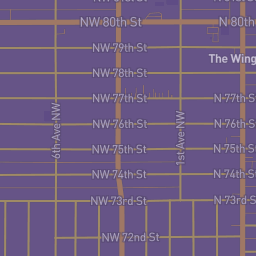 NW 80th St
N 80th
NW 79th St
The Wing
NW 78th St
NW 77th St
N 77th St
6th Ave NW
1st Ave NW
NW 76th St
N 76th St
NW 75th St
N 75th St
NW 74th St
N 74th St
NW 73rd St
N 73rd St
NW 72nd St